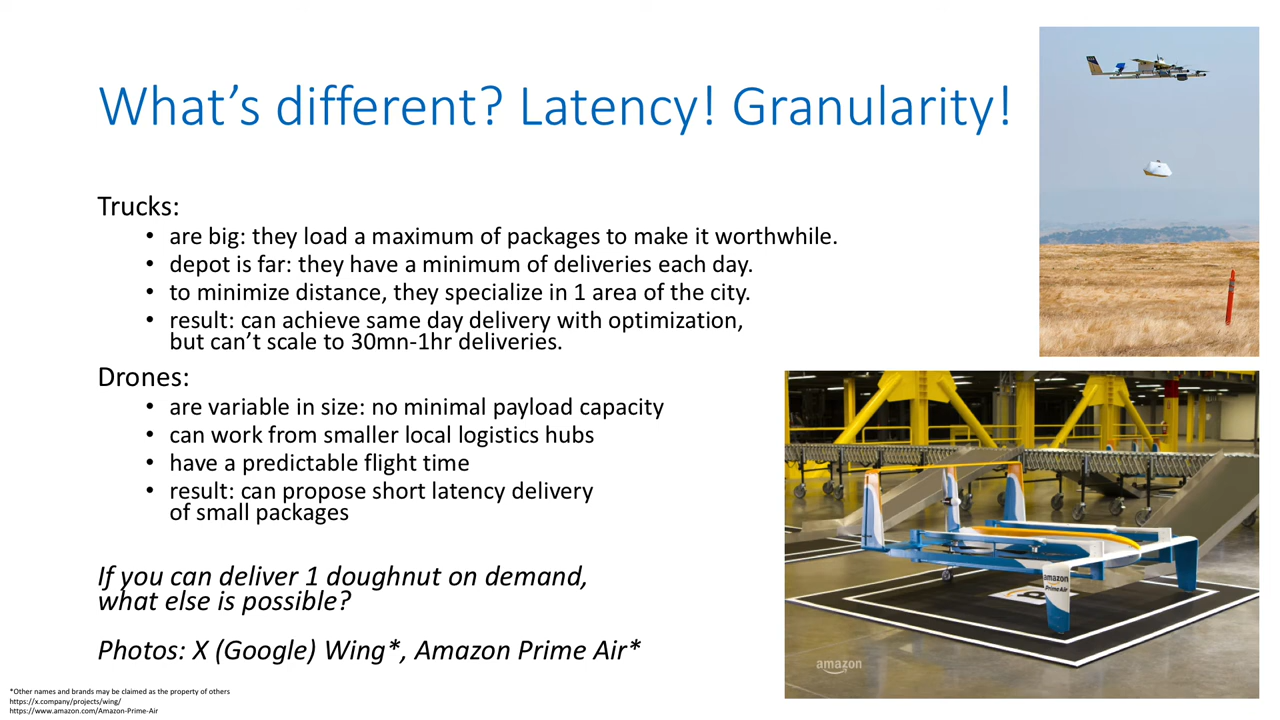 What's different? Latency! Granularity!
Trucks:
• are big: they load a maximum of packages to make it worthwhile.
• depot is far: they have a minimum of deliveries each day.
• to minimize distance, they specialize in 1 area of the city.
• result: can achieve same day delivery with optimization,
but can't scale to 30mn-1hr deliveries.
Drones:
• are variable in size: no minimal payload capacity
• can work from smaller local logistics hubs
• have a predictable flight time
• result: can propose short latency delivery
of small packages
If you can deliver 1 doughnut on demand,
what else is possible?
Photos: X (Google) Wing*, Amazon Prime Air*
amazon
PrimeAir
amazon
*Other names and brands may be claimed as the property of others
https://x.company/projects/wing/
https://www.amazon.com/Amazon-Prime-Air